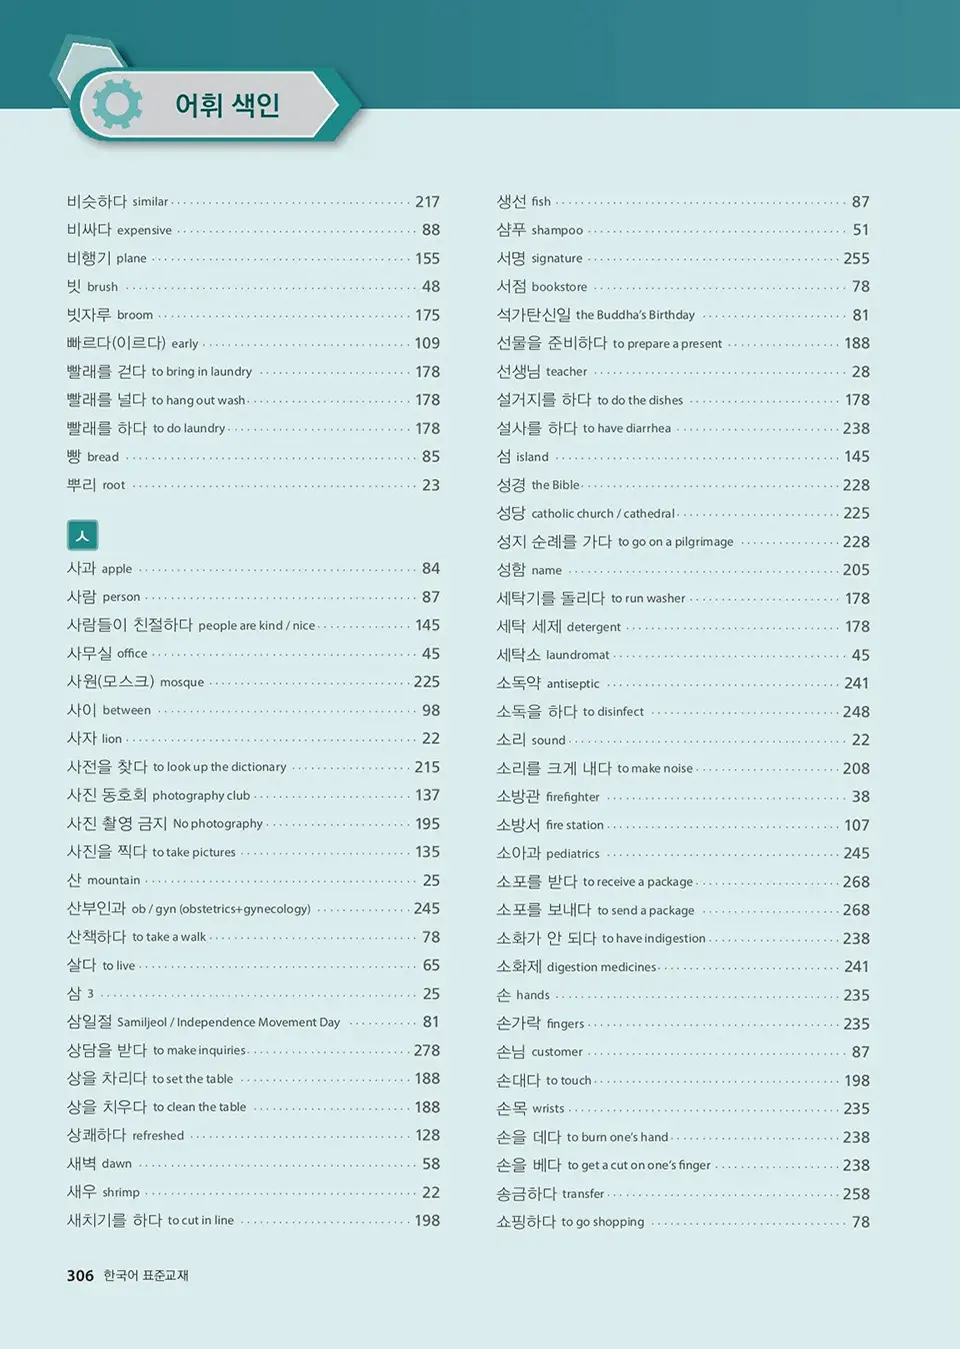 어휘 색인
비슷하다 similar 217
비싸다 expensive 88
비행기 plane 155
빗 brush 48
빗자루 broom 175
빠르다(이르다) early 109
빨래를 걷다 to bring in laundry 178
빨래를 널다 to hang out wash 178
빨래를 하다 to do laundry 178
빵 bread 85
뿌리 root 23
ㅅ
사과 apple 84
사람 person 87
사람들이 친절하다 people are kind / nice 145
사무실 office 45
사원(모스크) mosque 225
사이 between 98
사자 lion 22
사전을 찾다 to look up the dictionary 215
사진 동호회 photography club 137
사진 촬영 금지 No photography 195
사진을 찍다 to take pictures 135
산 mountain 25
산부인과 ob / gyn (obstetrics+gynecology) 245
산책하다 to take a walk 78
살다 to live 65
삼 3 25
삼일절 Samiljeol / Independence Movement Day 81
상담을 받다 to make inquiries 278
상을 차리다 to set the table 188
상을 치우다 to clean the table 188
상쾌하다 refreshed 128
새벽 dawn 58
새우 shrimp 22
새치기를 하다 to cut in line 198
생선 fish 87
샴푸 shampoo 51
서명 signature 255
서점 bookstore 78
석가탄신일 the Buddha's Birthday 81
선물을 준비하다 to prepare a present 188
선생님 teacher 28
설거지를 하다 to do the dishes 178
설사를 하다 to have diarrhea 238
섬 island 145
성경 the Bible 228
성당 catholic church / cathedral 225
성지 순례를 가다 to go on a pilgrimage 228
성함 name 205
세탁기를 돌리다 to run washer 178
세탁 세제 detergent 178
세탁소 laundromat 45
소독약 antiseptic 241
소독을 하다 to disinfect 248
소리 sound 22
소리를 크게 내다 to make noise 208
소방관 firefighter 38
소방서 fire station 107
소아과 pediatrics 245
소포를 받다 to receive a package 268
소포를 보내다 to send a package 268
소화가 안 되다 to have indigestion 238
소화제 digestion medicines 241
손 hands 235
손가락 fingers 235
손님 customer 87
손대다 to touch 198
손목 wrists 235
손을 데다 to burn one's hand 238
손을 베다 to get a cut on one's finger 238
송금하다 transfer 258
쇼핑하다 to go shopping 78
306 한국어 표준교재